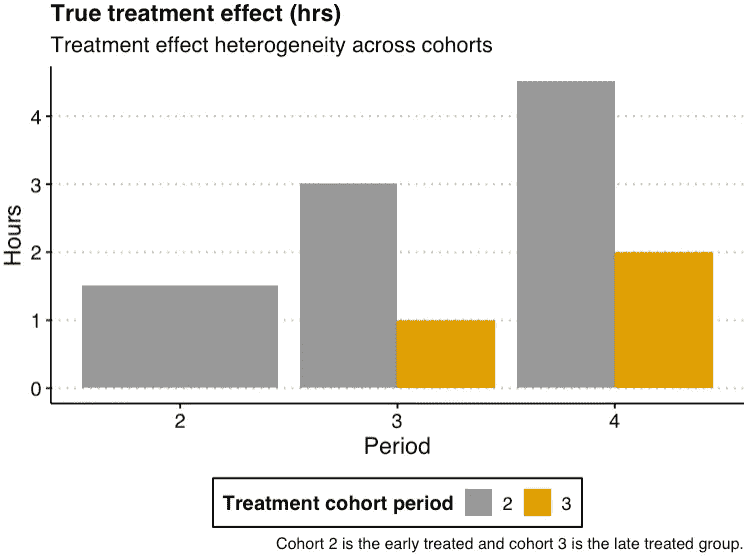 True treatment effect (hrs)
Treatment effect heterogeneity across cohorts
Hours
4
3
2
1
0
2 3 4
Period
Treatment cohort period 2 3
Cohort 2 is the early treated and cohort 3 is the late treated group.